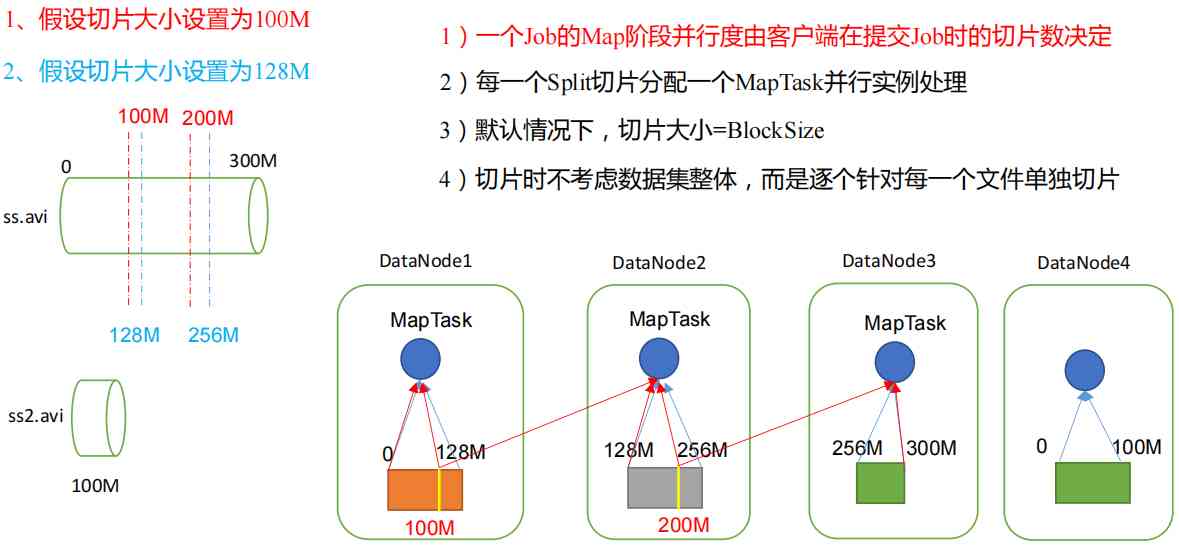 1、假设切片大小设置为100M
2、假设切片大小设置为128M
1）一个Job的Map阶段并行度由客户端在提交Job时的切片数决定
2）每一个Split切片分配一个MapTask并行实例处理
3）默认情况下，切片大小=BlockSize
4）切片时不考虑数据集整体，而是逐个针对每一个文件单独切片
100M 200M
0 300M
ss.avi
128M 256M
ss2.avi
100M
DataNode1 DataNode2 DataNode3 DataNode4
MapTask MapTask MapTask
0 128M 128M 256M 256M 300M 0 100M
100M 200M